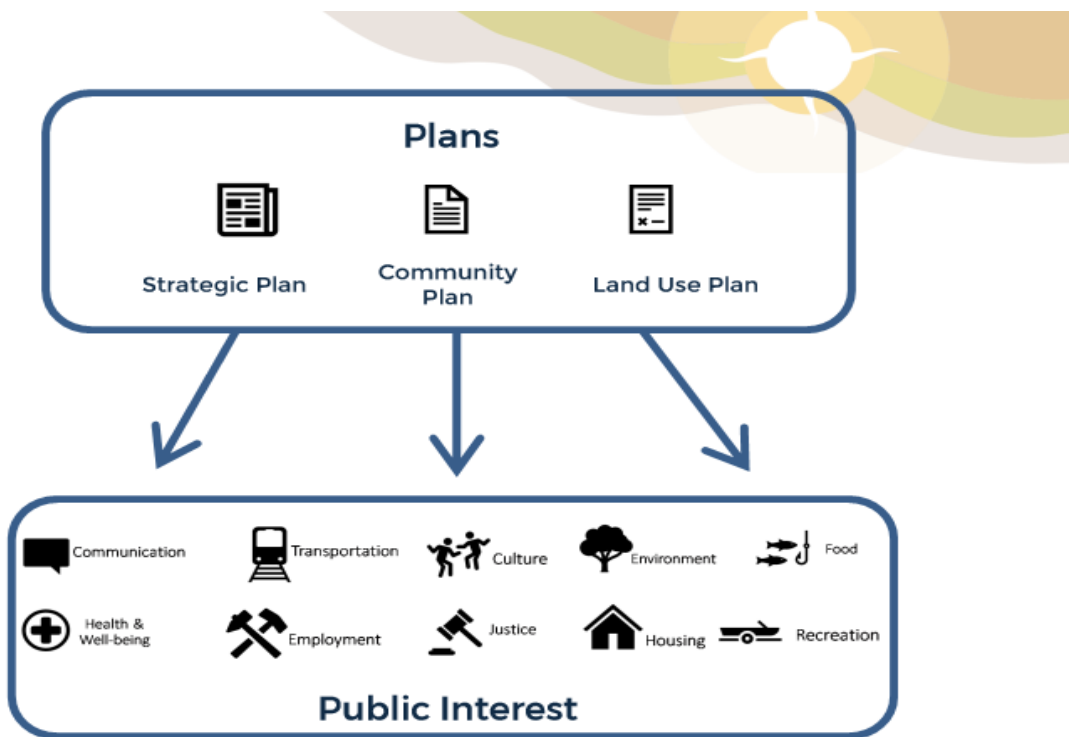 Plans
Strategic Plan
Community
Plan
Land Use Plan
Communication
Transportation
Culture
Environment
Food
Health &
Well-being
Employment
Justice
Housing
Recreation
Public Interest